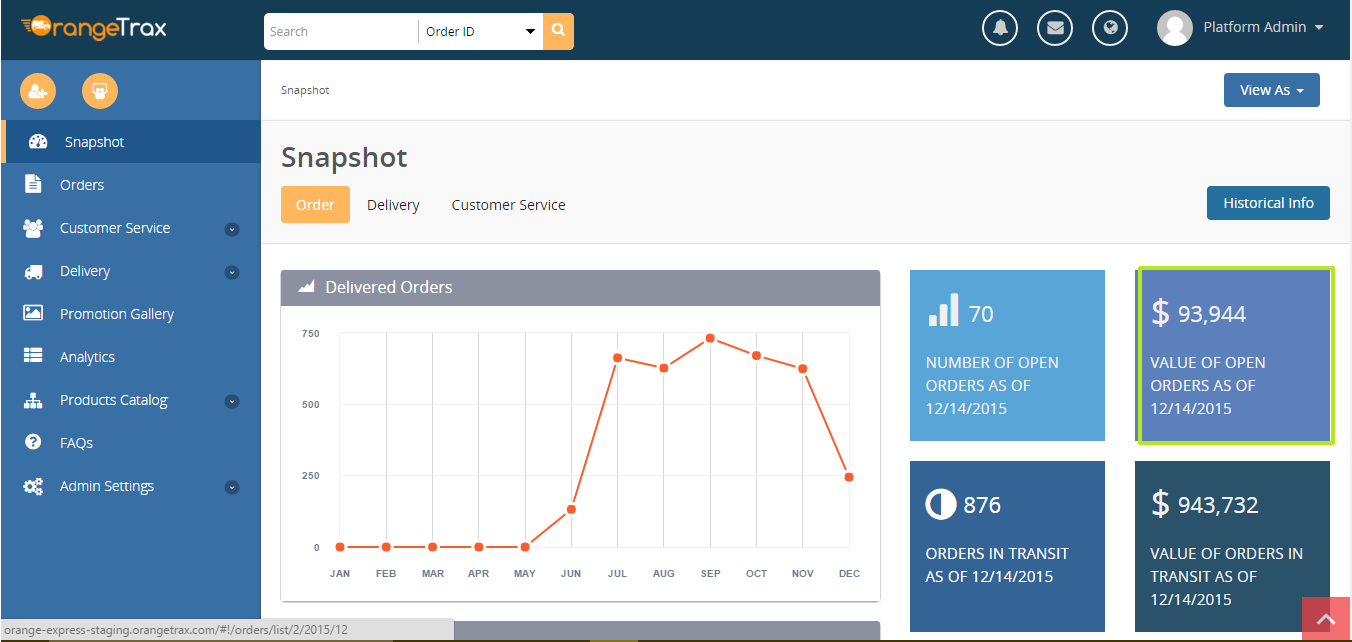 OrangeTrax
Search
Order ID
Platform Admin
Snapshot
View As
Snapshot
Orders
Customer Service
Delivery
Promotion Gallery
Analytics
Products Catalog
FAQs
Admin Settings
Snapshot
Order
Delivery
Customer Service
Historical Info
Delivered Orders
750
500
250
0
JAN FEB MAR APR MAY JUN JUL AUG SEP OCT NOV DEC
70
NUMBER OF OPEN
ORDERS AS OF
12/14/2015
$ 93,944
VALUE OF OPEN
ORDERS AS OF
12/14/2015
876
ORDERS IN TRANSIT
AS OF 12/14/2015
$ 943,732
VALUE OF ORDERS IN
TRANSIT AS OF
12/14/2015
orange-express-staging.orangetrax.com/#!/orders/list/2/2015/12